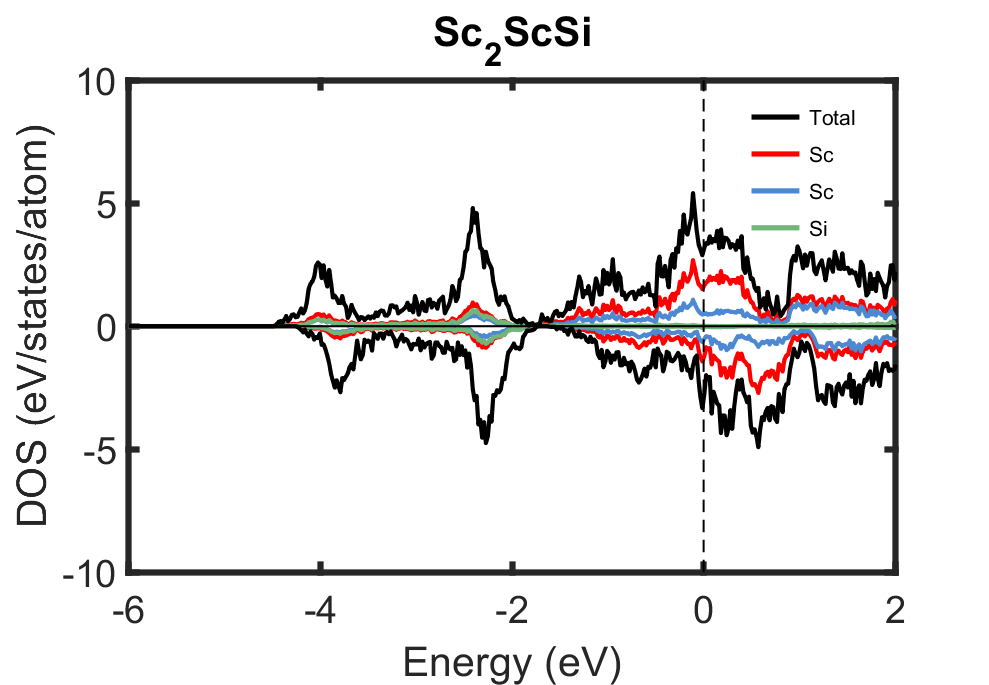 Sc2ScSi
10
5
0
-5
-10
DOS (eV/states/atom)
-6
-4
-2
0
2
Energy (eV)
Total
Sc
Sc
Si